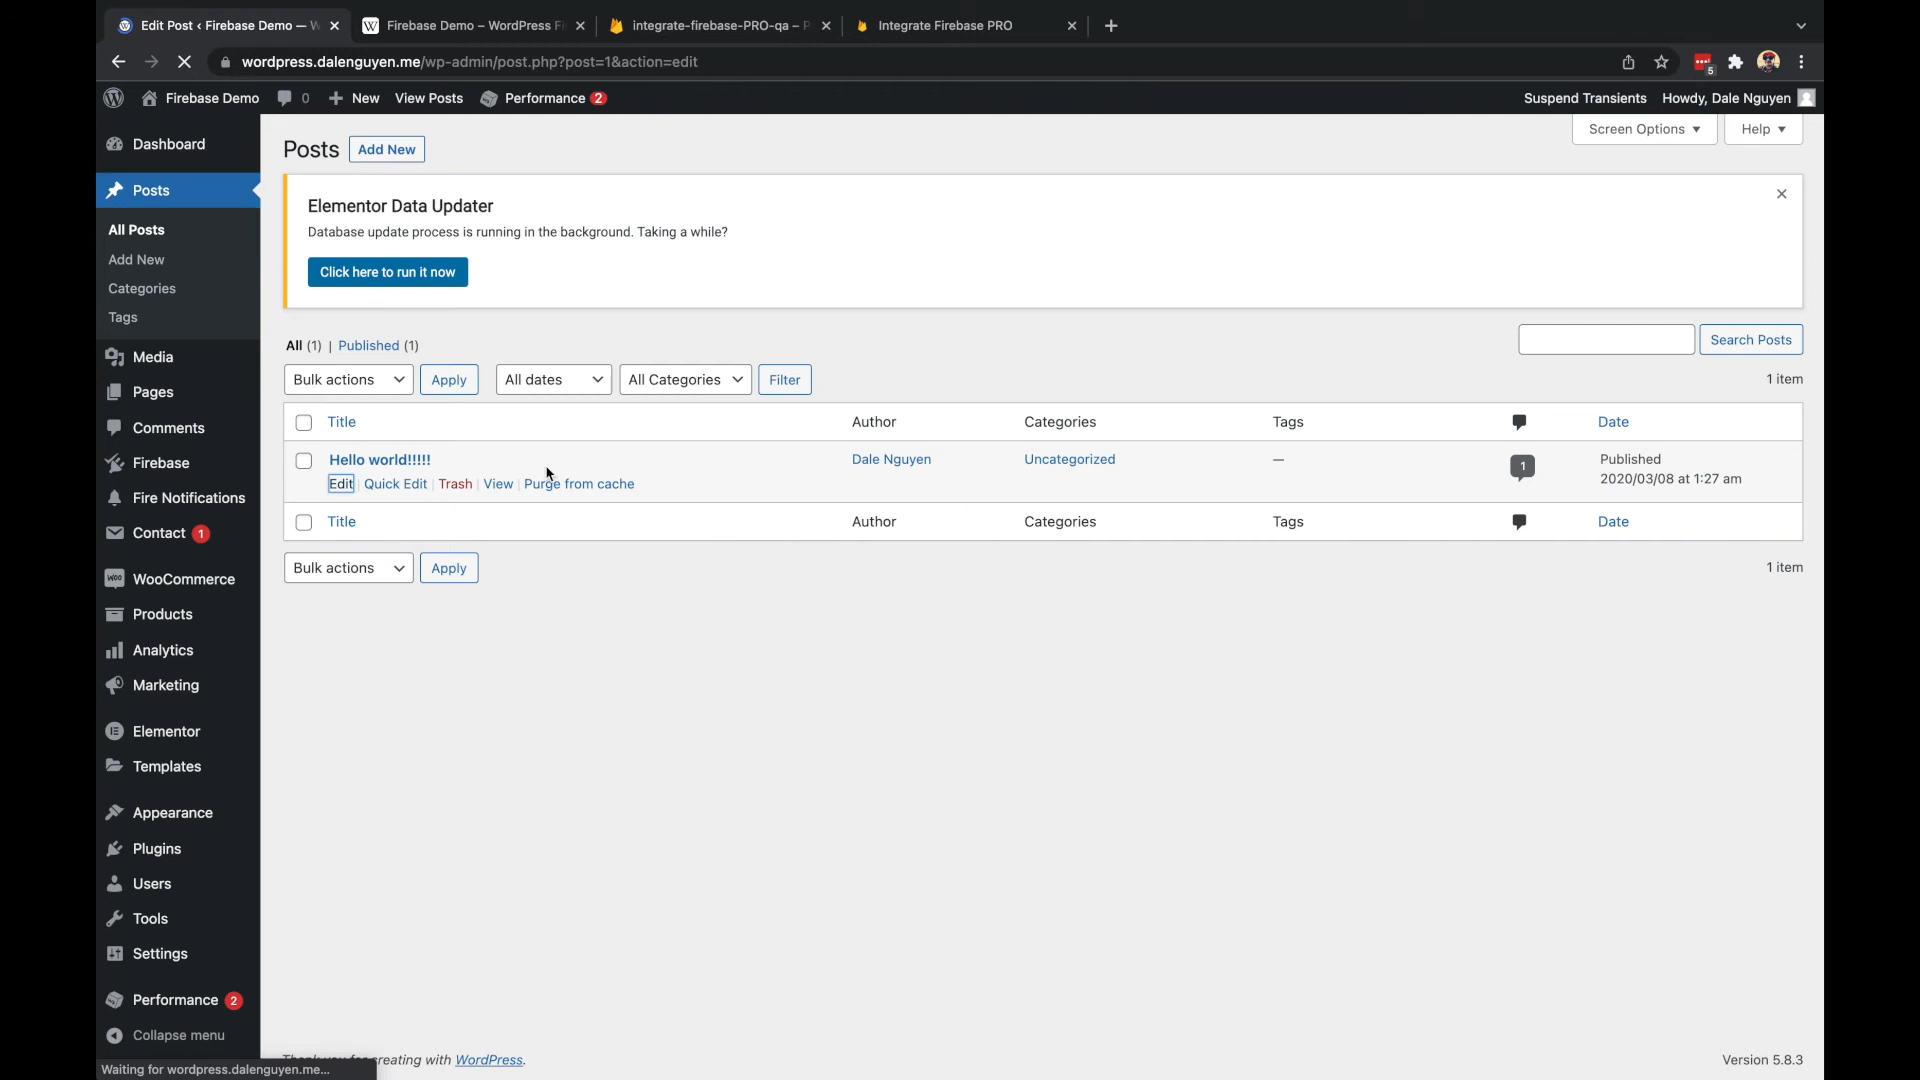 Edit Post ‹ Firebase Demo — W
Firebase Demo – WordPress Fi
integrate-firebase-PRO-qa – P
Integrate Firebase PRO
wordpress.dalenguyen.me/wp-admin/post.php?post=1&action=edit
5
Firebase Demo
0
New
View Posts
Performance 2
Suspend Transients
Howdy, Dale Nguyen
Dashboard
Posts
All Posts
Add New
Categories
Tags
Media
Pages
Comments
Firebase
Fire Notifications
Contact 1
WooCommerce
Products
Analytics
Marketing
Elementor
Templates
Appearance
Plugins
Users
Tools
Settings
Performance 2
Collapse menu
Screen Options
Help
Posts
Add New
Elementor Data Updater
Database update process is running in the background. Taking a while?
Click here to run it now
All (1) | Published (1)
Search Posts
Bulk actions
Apply
All dates
All Categories
Filter
1 item
Title Author Categories Tags Date
Hello world!!!!! Dale Nguyen Uncategorized — 1 Published
2020/03/08 at 1:27 am
Edit | Quick Edit | Trash | View | Purge from cache
Title Author Categories Tags Date
Bulk actions
Apply
1 item
Thank you for creating with WordPress.
Version 5.8.3
Waiting for wordpress.dalenguyen.me...